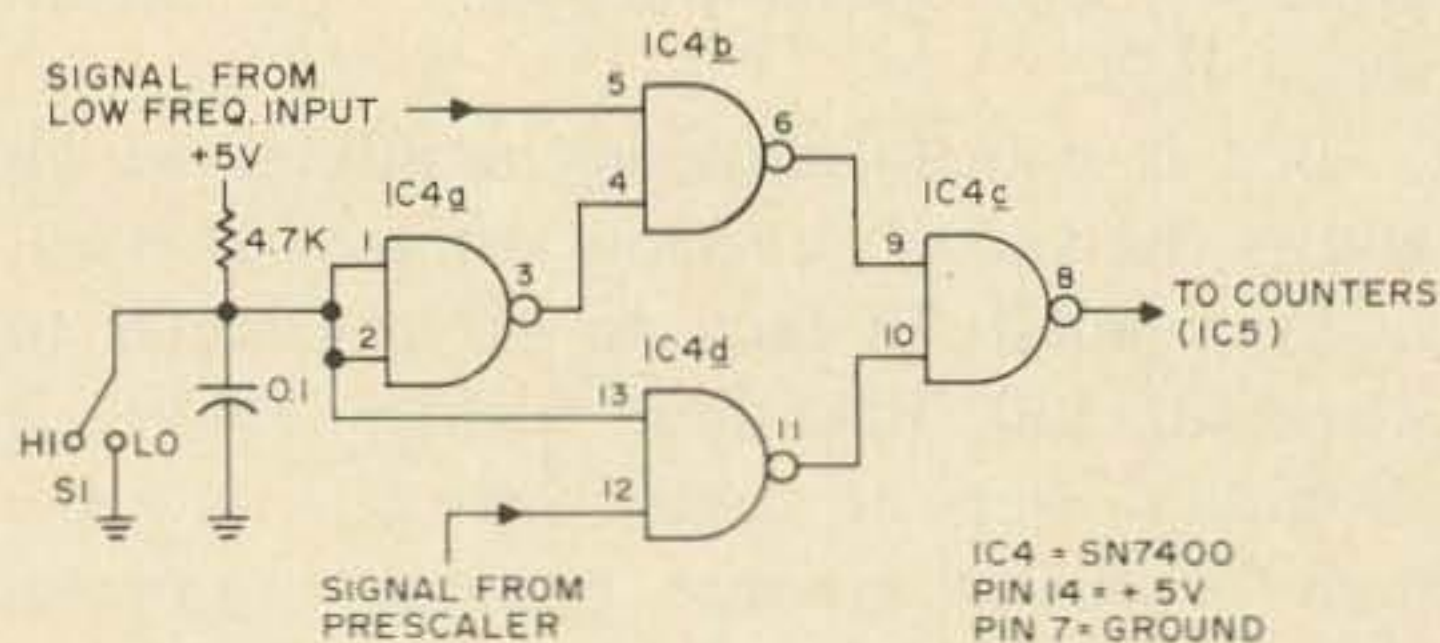 IC4b
SIGNAL FROM
LOW FREQ. INPUT
5
6
+5V
4
IC4a
IC4c
4.7K
1
3
9
8
TO COUNTERS
(IC5)
2
IC4d
10
0.1
13
11
HI
LO
S1
12
SIGNAL FROM
PRESCALER
IC4 = SN7400
PIN 14 = + 5V
PIN 7 = GROUND